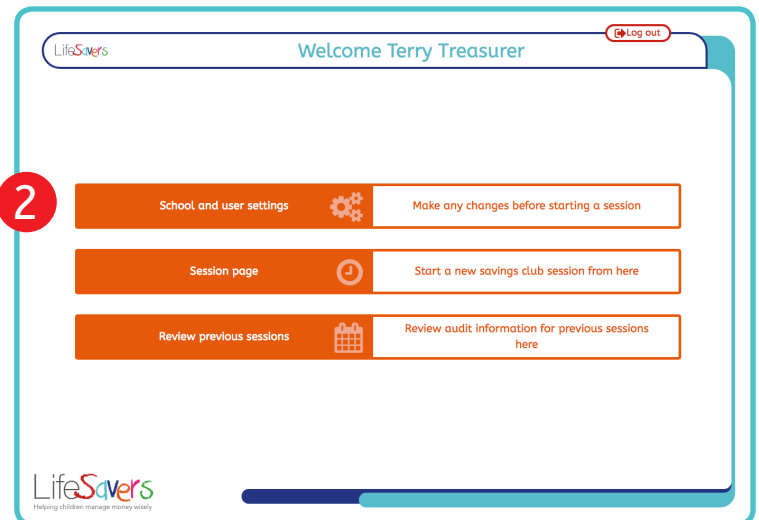 Log out
LifeSavers
Welcome Terry Treasurer
2
School and user settings
Make any changes before starting a session
Session page
Start a new savings club session from here
Review previous sessions
Review audit information for previous sessions
here
LifeSavers
Helping children manage money wisely